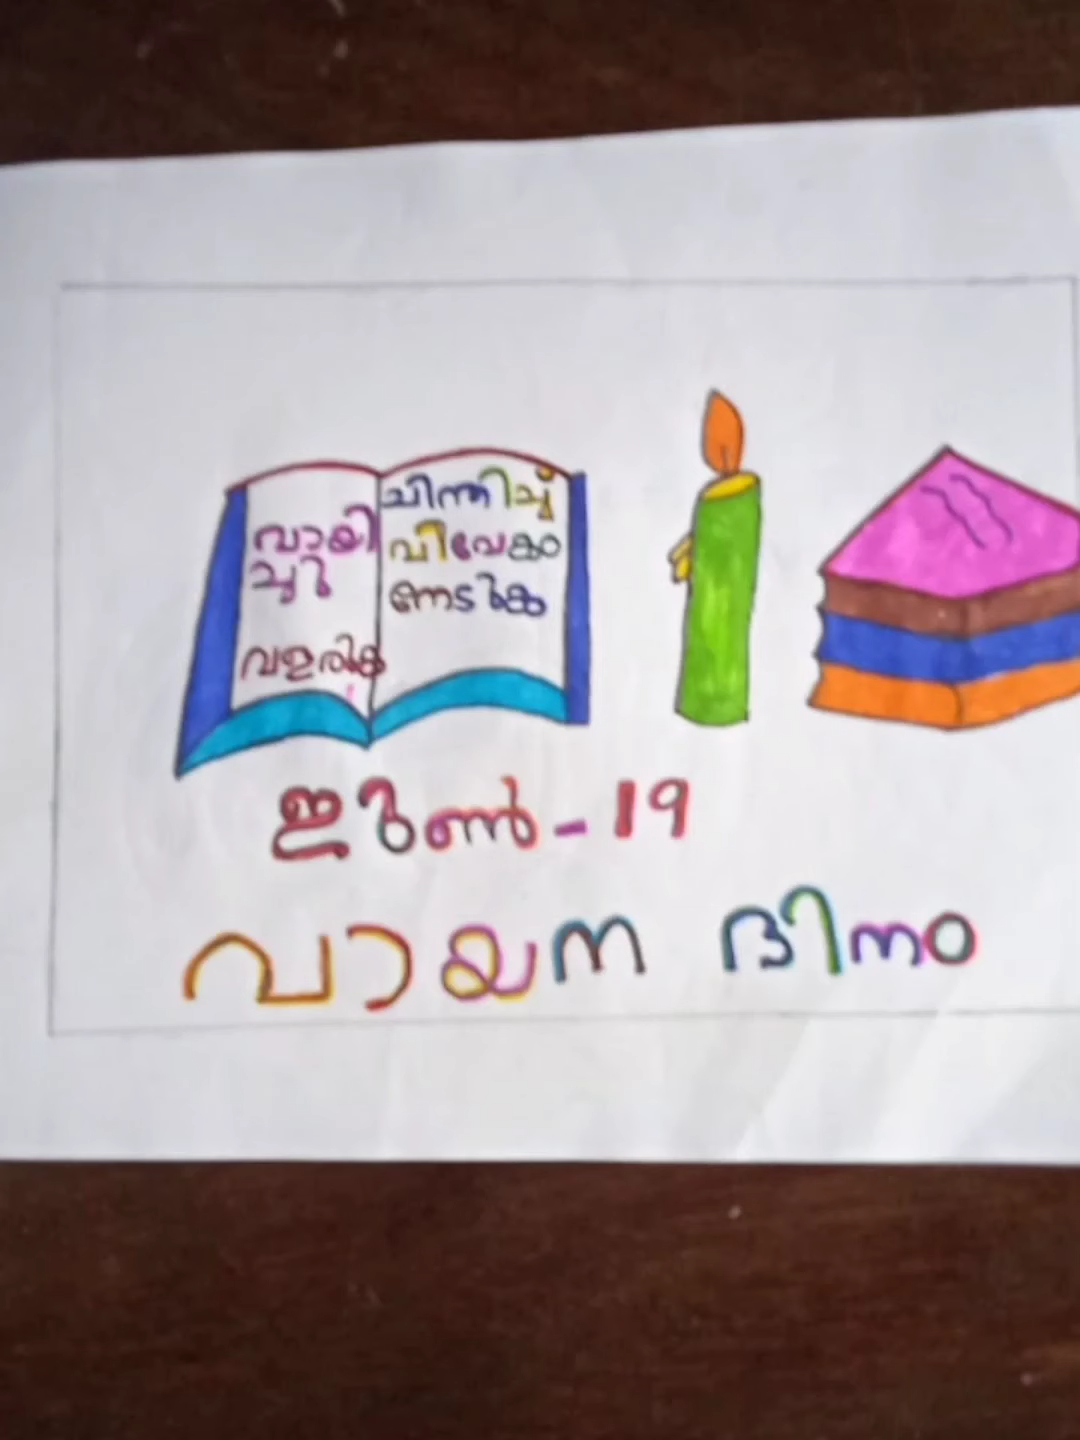 വായി
ച്ചു
വളരുക
ചിന്തിച്ച്
വിവേകം
നേടുക
ജൂൺ - 19
വായന ദിനം